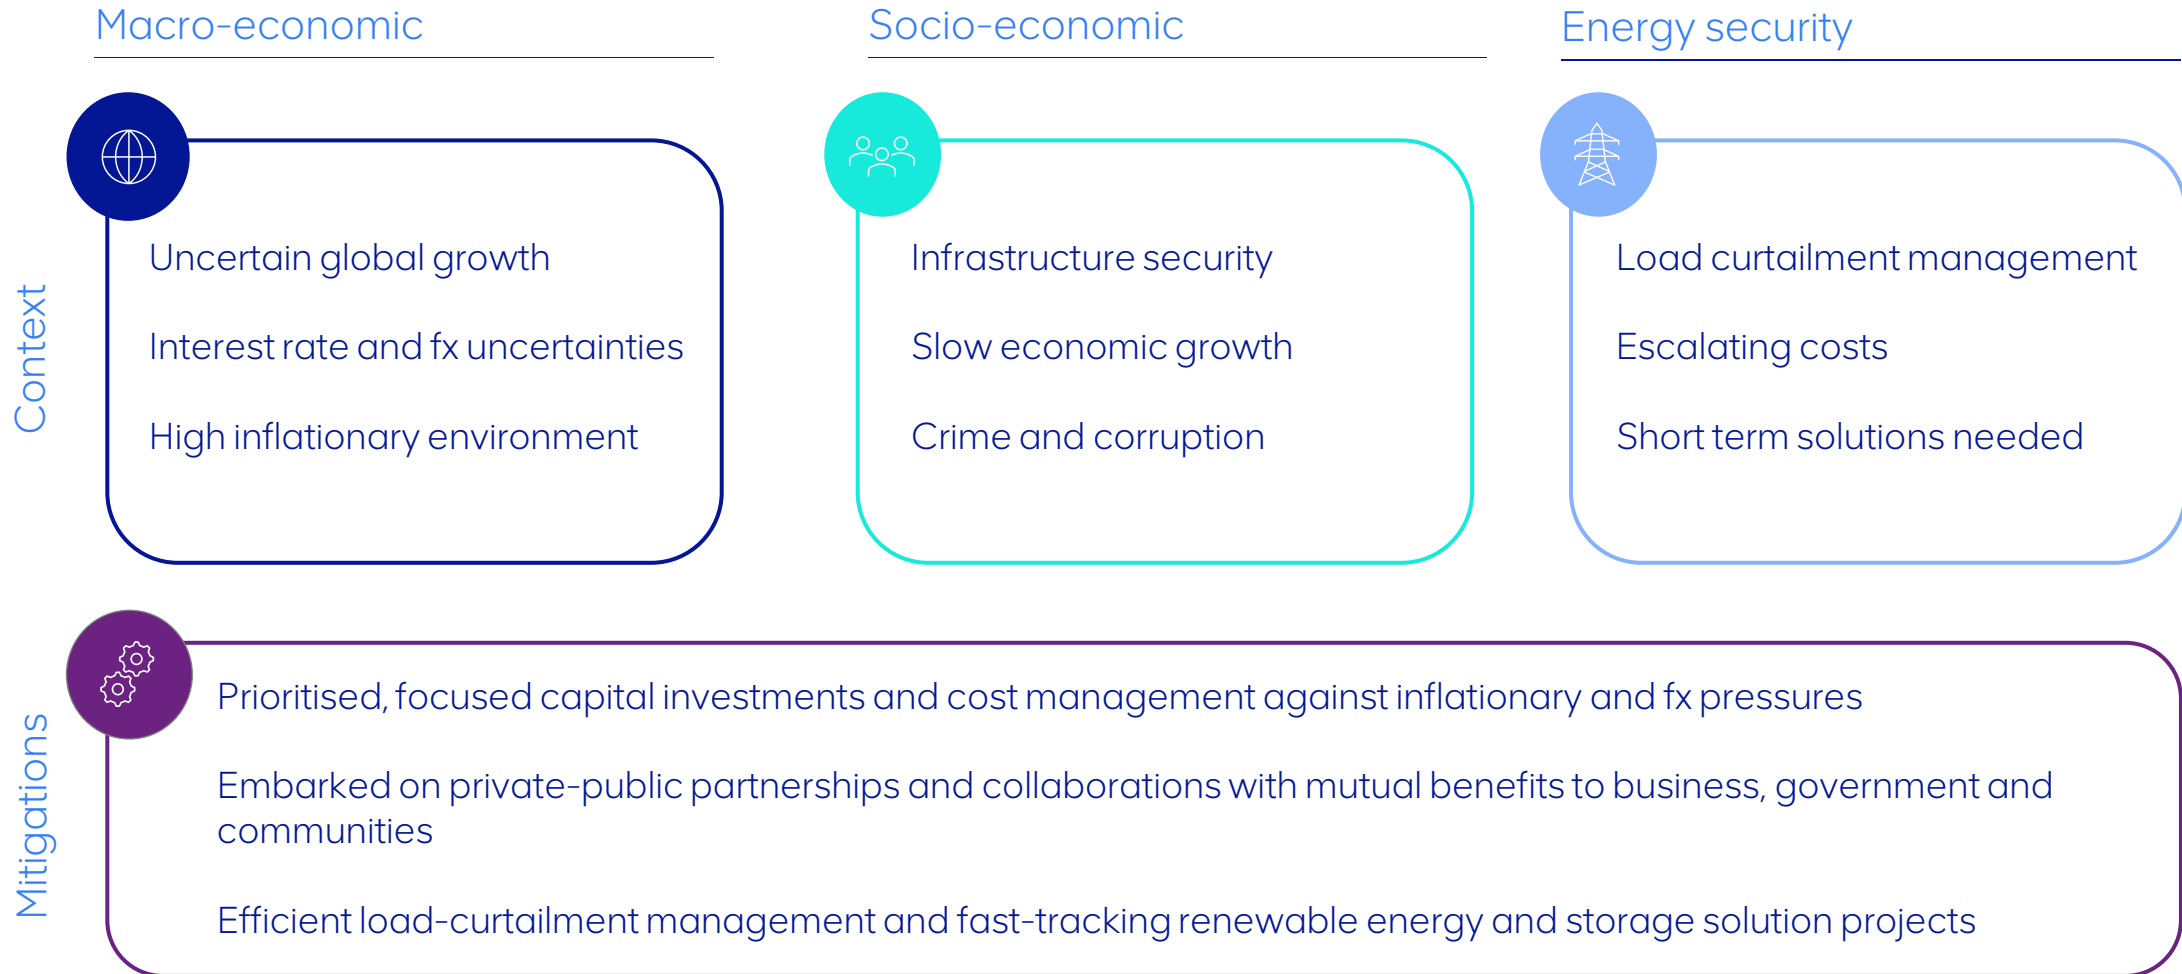 Macro-economic
Socio-economic
Energy security
Context
Uncertain global growth
Interest rate and fx uncertainties
High inflationary environment
Infrastructure security
Slow economic growth
Crime and corruption
Load curtailment management
Escalating costs
Short term solutions needed
Mitigations
Prioritised, focused capital investments and cost management against inflationary and fx pressures
Embarked on private-public partnerships and collaborations with mutual benefits to business, government and
communities
Efficient load-curtailment management and fast-tracking renewable energy and storage solution projects